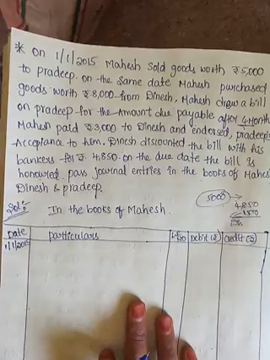 * On 1/1/2015 Mahesh Sold goods worth ₹5,000
to pradeep. on the same date Mahesh purchased
goods worth ₹8,000 from Dinesh, Mahesh drew a bill
on pradeep for the amount due payable after 4 month
Mahesh paid ₹3,000 to Dinesh and endorsed, pradeep's
Acceptance to him, Dinesh discounted the bill with his
bankers for ₹4,850. on the due date the bill is
honoured. pass journal entries in the books of Mahesh
Dinesh & pradeep.
5000
4,850
150
Sol:-
In the books of Mahesh.
Date particulars L/Fo Debit (₹) credit (₹)
1/1/2015